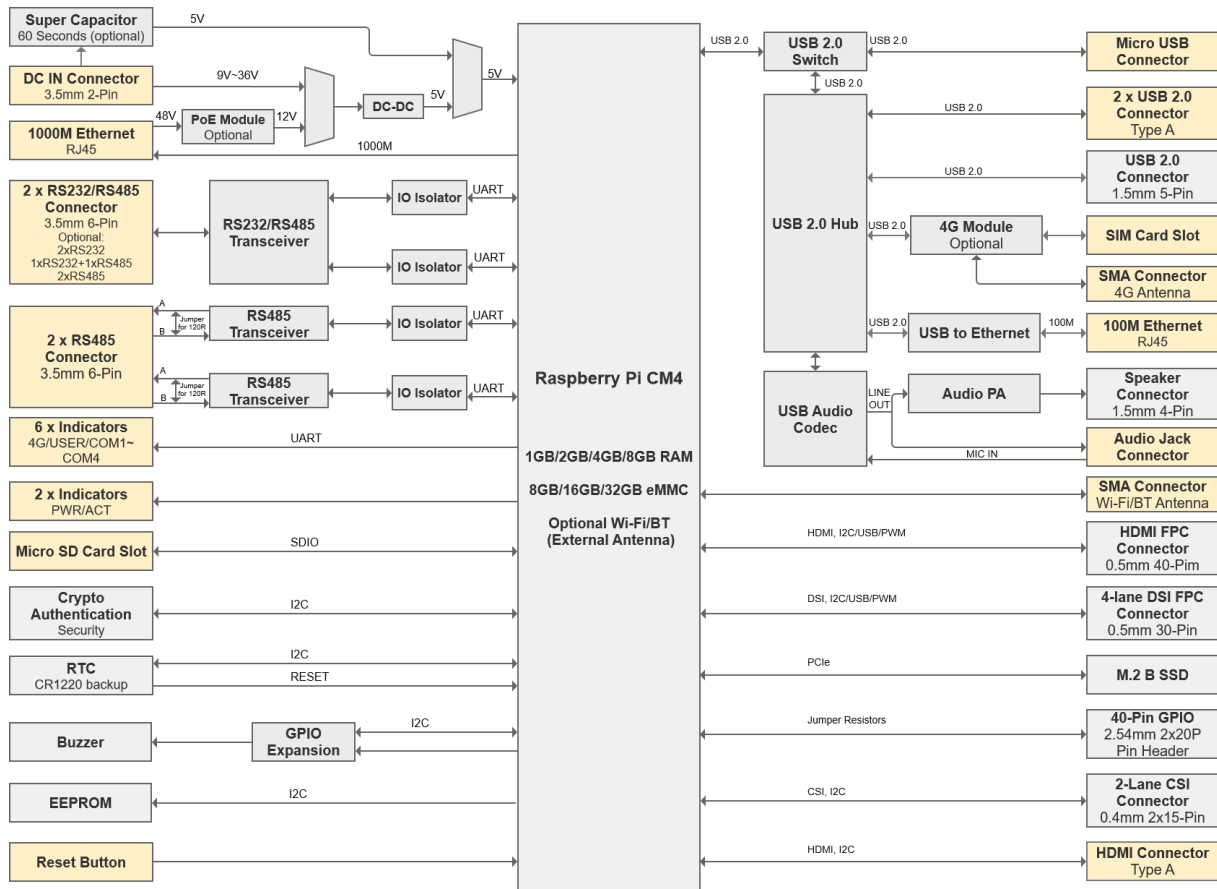 Super Capacitor
60 Seconds (optional)
5V
DC IN Connector
3.5mm 2-Pin
9V~36V
48V
PoE Module
Optional
12V
DC-DC
5V
5V
1000M Ethernet
RJ45
1000M
2 x RS232/RS485
Connector
3.5mm 6-Pin
Optional:
2xRS232
1xRS232+1xRS485
2xRS485
RS232/RS485
Transceiver
IO Isolator
UART
IO Isolator
UART
2 x RS485
Connector
3.5mm 6-Pin
A
Jumper
for 120R
B
RS485
Transceiver
IO Isolator
UART
A
Jumper
for 120R
B
RS485
Transceiver
IO Isolator
UART
6 x Indicators
4G/USER/COM1~
COM4
UART
2 x Indicators
PWR/ACT
Micro SD Card Slot
SDIO
Crypto
Authentication
Security
I2C
RTC
CR1220 backup
I2C
RESET
Buzzer
GPIO
Expansion
I2C
EEPROM
I2C
Reset Button
Raspberry Pi CM4
1GB/2GB/4GB/8GB RAM
8GB/16GB/32GB eMMC
Optional Wi-Fi/BT
(External Antenna)
USB 2.0
USB 2.0
Switch
USB 2.0
Micro USB
Connector
USB 2.0
USB 2.0 Hub
USB 2.0
2 x USB 2.0
Connector
Type A
USB 2.0
USB 2.0
Connector
1.5mm 5-Pin
USB 2.0
4G Module
Optional
SIM Card Slot
SMA Connector
4G Antenna
USB 2.0
USB to Ethernet
100M
100M Ethernet
RJ45
USB Audio
Codec
LINE
OUT
Audio PA
Speaker
Connector
1.5mm 4-Pin
MIC IN
Audio Jack
Connector
SMA Connector
Wi-Fi/BT Antenna
HDMI, I2C/USB/PWM
HDMI FPC
Connector
0.5mm 40-Pim
DSI, I2C/USB/PWM
4-lane DSI FPC
Connector
0.5mm 30-Pin
PCIe
M.2 B SSD
Jumper Resistors
40-Pin GPIO
2.54mm 2x20P
Pin Header
CSI, I2C
2-Lane CSI
Connector
0.4mm 2x15-Pin
HDMI, I2C
HDMI Connector
Type A